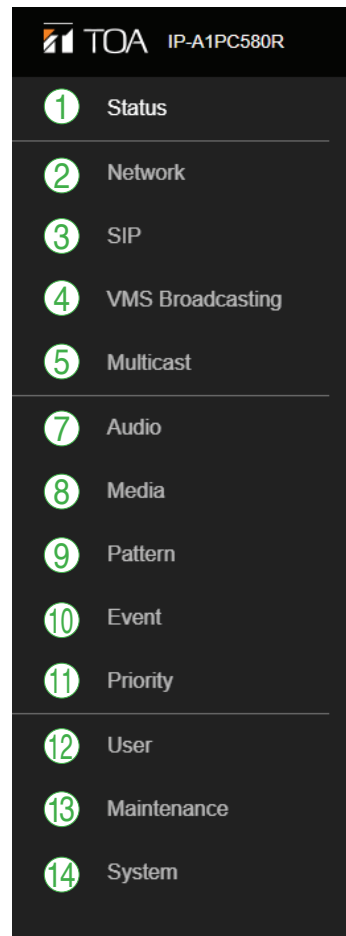 TOA IP-A1PC580R
1 Status
2 Network
3 SIP
4 VMS Broadcasting
5 Multicast
7 Audio
8 Media
9 Pattern
10 Event
11 Priority
12 User
13 Maintenance
14 System